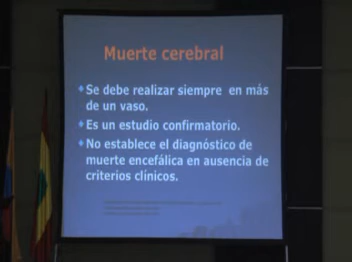 Muerte cerebral
Se debe realizar siempre en más
de un vaso.
Es un estudio confirmatorio.
No establece el diagnóstico de
muerte encefálica en ausencia de
criterios clínicos.